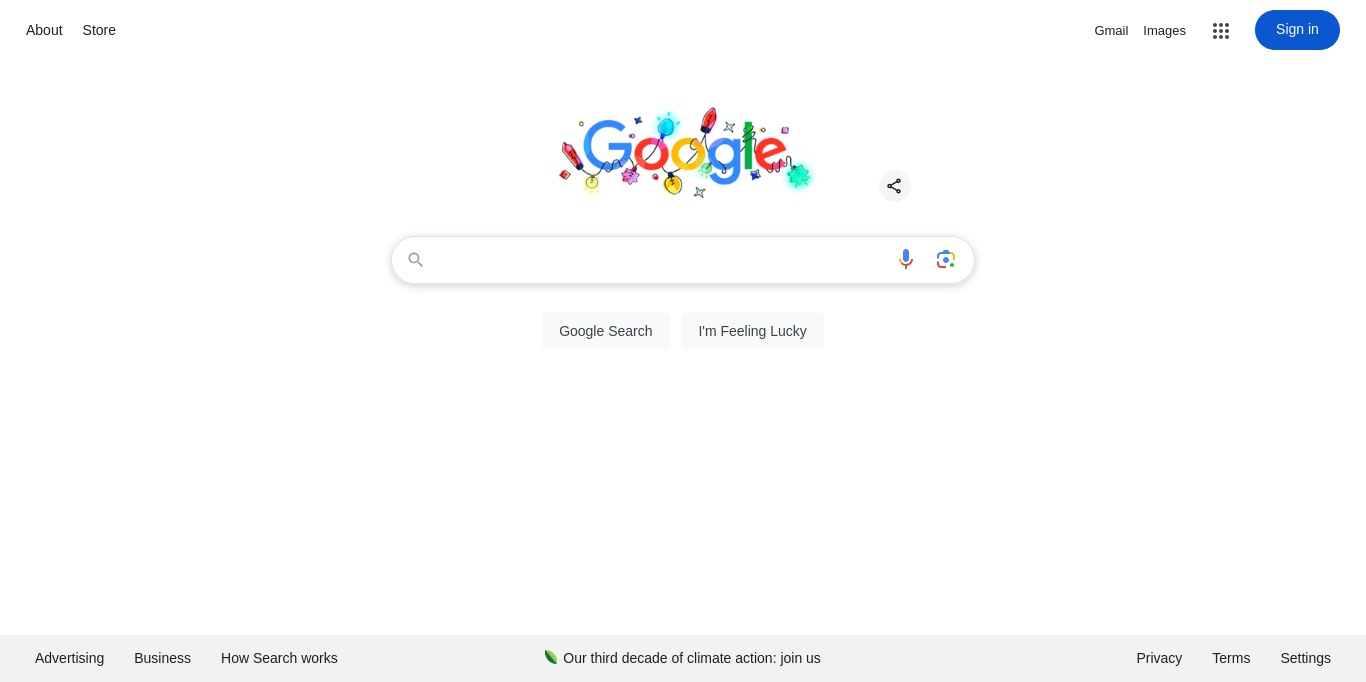 About Store
Gmail Images Sign in
Google
Google Search I'm Feeling Lucky
Advertising Business How Search works Our third decade of climate action: join us Privacy Terms Settings